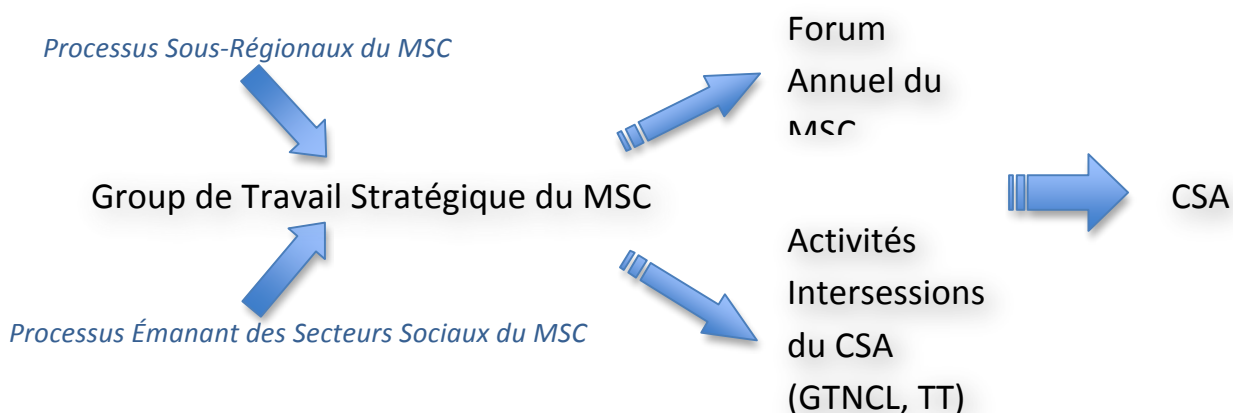 Processus Sous-Régionaux du MSC
Forum
Annuel du
MSC
Group de Travail Stratégique du MSC
CSA
Processus Émanant des Secteurs Sociaux du MSC
Activités
Intersessions
du CSA
(GTNCL, TT)